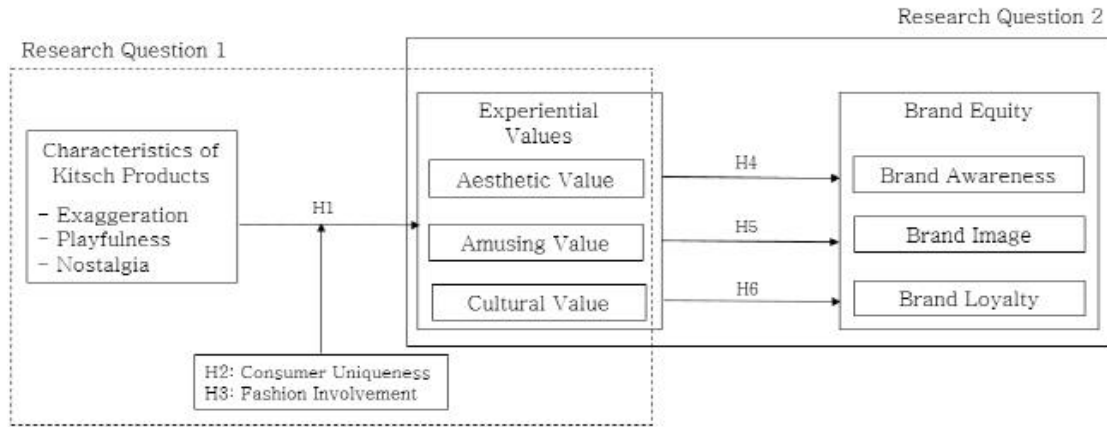 Research Question 2
Research Question 1
Characteristics of
Kitsch Products
- Exaggeration
- Playfulness
- Nostalgia
H1
H2: Consumer Uniqueness
H3: Fashion Involvement
Experiential
Values
Aesthetic Value
Amusing Value
Cultural Value
H4
H5
H6
Brand Equity
Brand Awareness
Brand Image
Brand Loyalty